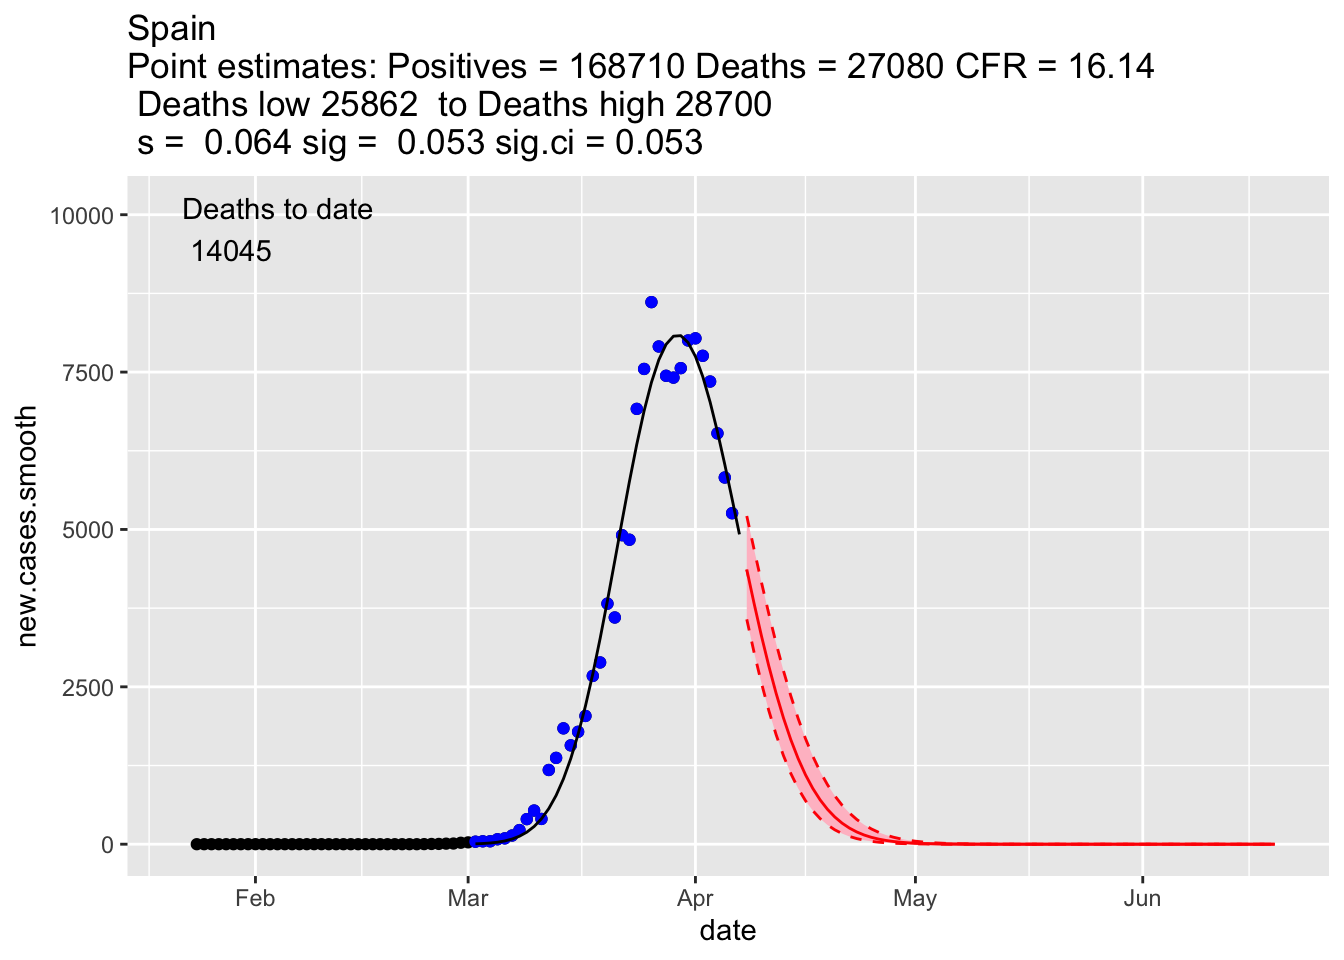 Spain
Point estimates: Positives = 168710 Deaths = 27080 CFR = 16.14
Deaths low 25862  to Deaths high 28700
s =  0.064 sig =  0.053 sig.ci = 0.053
Deaths to date
14045
10000
7500
5000
2500
0
new.cases.smooth
Feb Mar Apr May Jun
date